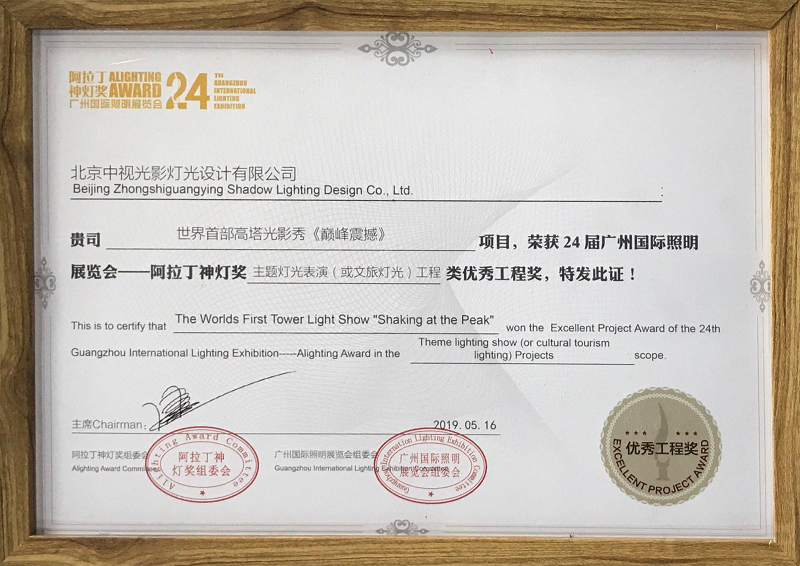 阿拉丁 ALIGHTING
神灯奖 AWARD
广州国际照明展览会
24
TH
GUANGZHOU
INTERNATIONAL
LIGHTING
EXHIBITION
北京中视光影灯光设计有限公司
Beijing Zhongshiguangying Shadow Lighting Design Co., Ltd.
:
贵司 世界首部高塔光影秀《巅峰震撼》 项目，荣获 24 届广州国际照明
展览会——阿拉丁神灯奖 主题灯光表演（或文旅灯光）工程 类优秀工程奖，特发此证！
This is to certify that The Worlds First Tower Light Show "Shaking at the Peak" won the Excellent Project Award of the 24th
Guangzhou International Lighting Exhibition-----Alighting Award in the Theme lighting show (or cultural tourism
lighting) Projects scope.
主席Chairman:
2019.05.16
阿拉丁神灯奖组委会
Alighting Award Committee
广州国际照明展览会组委会
Guangzhou International Lighting Exhibition Committee
Alighting Award Committee
阿拉丁神
灯奖组委会
Guangzhou International Lighting Exhibition Committee
广州国际照明
展览会组委会
优秀工程奖
EXCELLENT PROJECT AWARD